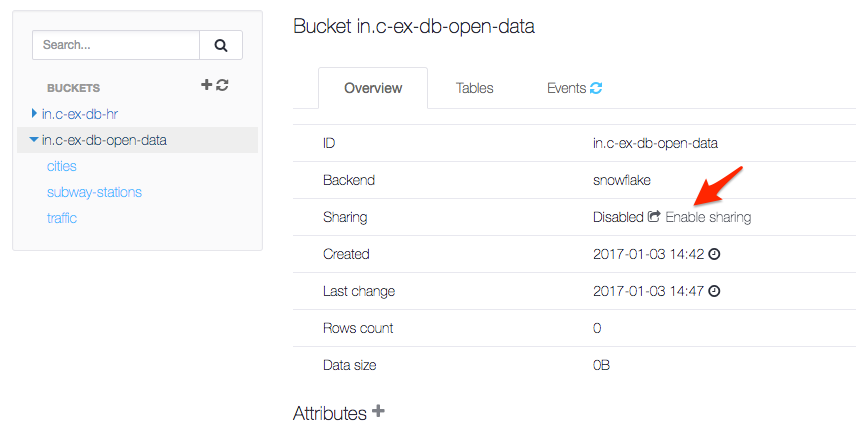 Search...
BUCKETS
in.c-ex-db-hr
in.c-ex-db-open-data
cities
subway-stations
traffic
Bucket in.c-ex-db-open-data
Overview Tables Events
ID in.c-ex-db-open-data
Backend snowflake
Sharing Disabled Enable sharing
Created 2017-01-03 14:42
Last change 2017-01-03 14:47
Rows count 0
Data size 0B
Attributes